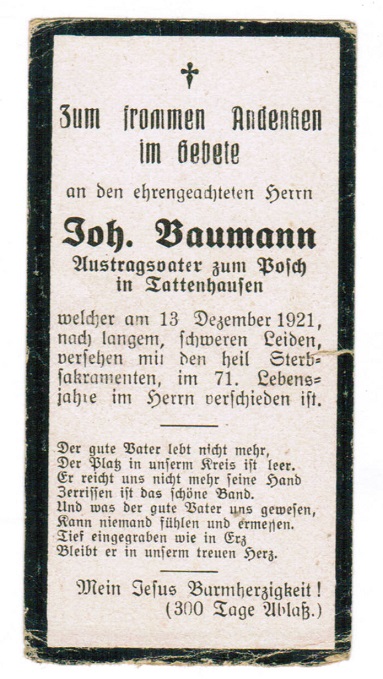 Zum frommen Andenken
im Gebete
an den ehrengeachteten Herrn
Joh. Baumann
Austragsvater zum Posch
in Tattenhausen
welcher am 13 Dezember 1921,
nach langem, schweren Leiden,
versehen mit den heil Sterb-
sakramenten, im 71. Lebens-
jahre im Herrn verschieden ist.
Der gute Vater lebt nicht mehr,
Der Platz in unserm Kreis ist leer.
Er reicht uns nicht mehr seine Hand
Zerrissen ist das schöne Band.
Und was der gute Vater uns gewesen,
Kann niemand fühlen und ermessen.
Tief eingegraben wie in Erz
Bleibt er in unserm treuen Herz.
Mein Jesus Barmherzigkeit!
(300 Tage Ablaß.)